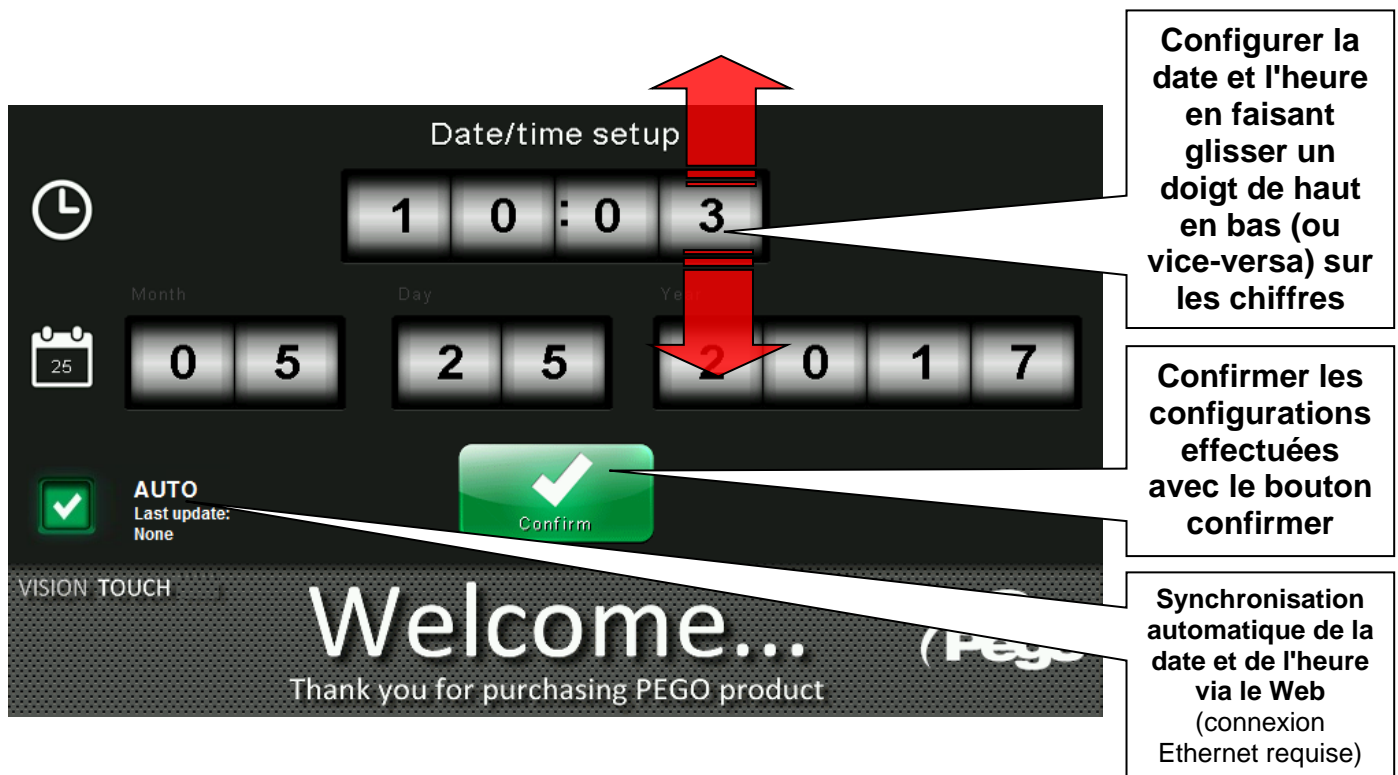 Configurer la
date et l'heure
en faisant
glisser un
doigt de haut
en bas (ou
vice-versa) sur
les chiffres
Date/time setup
1 0 : 0 3
Month Day Year
25
0 5 2 5 2 0 1 7
AUTO
Last update:
None
Confirm
Confirmer les
configurations
effectuées
avec le bouton
confirmer
Synchronisation
automatique de la
date et de l'heure
via le Web
(connexion
Ethernet requise)
VISION TOUCH
Welcome...
Pego
Thank you for purchasing PEGO product